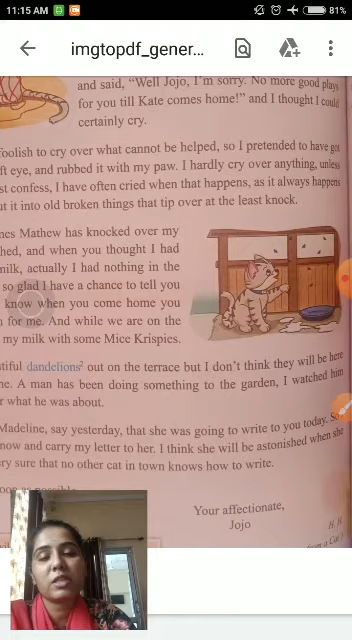 11:15 AM
81%
imgtopdf_gener...
and said, "Well Jojo, I'm sorry. No more good plays
for you till Kate comes home!" and I thought I could
certainly cry.
foolish to cry over what cannot be helped, so I pretended to have got
ft eye, and rubbed it with my paw. I hardly cry over anything, unless
st confess, I have often cried when that happens, as it always happens
ut it into old broken things that tip over at the least knock.
nes Mathew has knocked over my
hed, and when you thought I had
milk, actually I had nothing in the
so glad I have a chance to tell you
know when you come home you
n for me. And while we are on the
my milk with some Mice Krispies.
tiful dandelions² out on the terrace but I don't think they will be here
ne. A man has been doing something to the garden, I watched him
r what he was about.
Madeline, say yesterday, that she was going to write to you today. So
now and carry my letter to her. I think she will be astonished when she
ry sure that no other cat in town knows how to write.
oon as possible
Your affectionate,
Jojo
H. H.
from a Cat